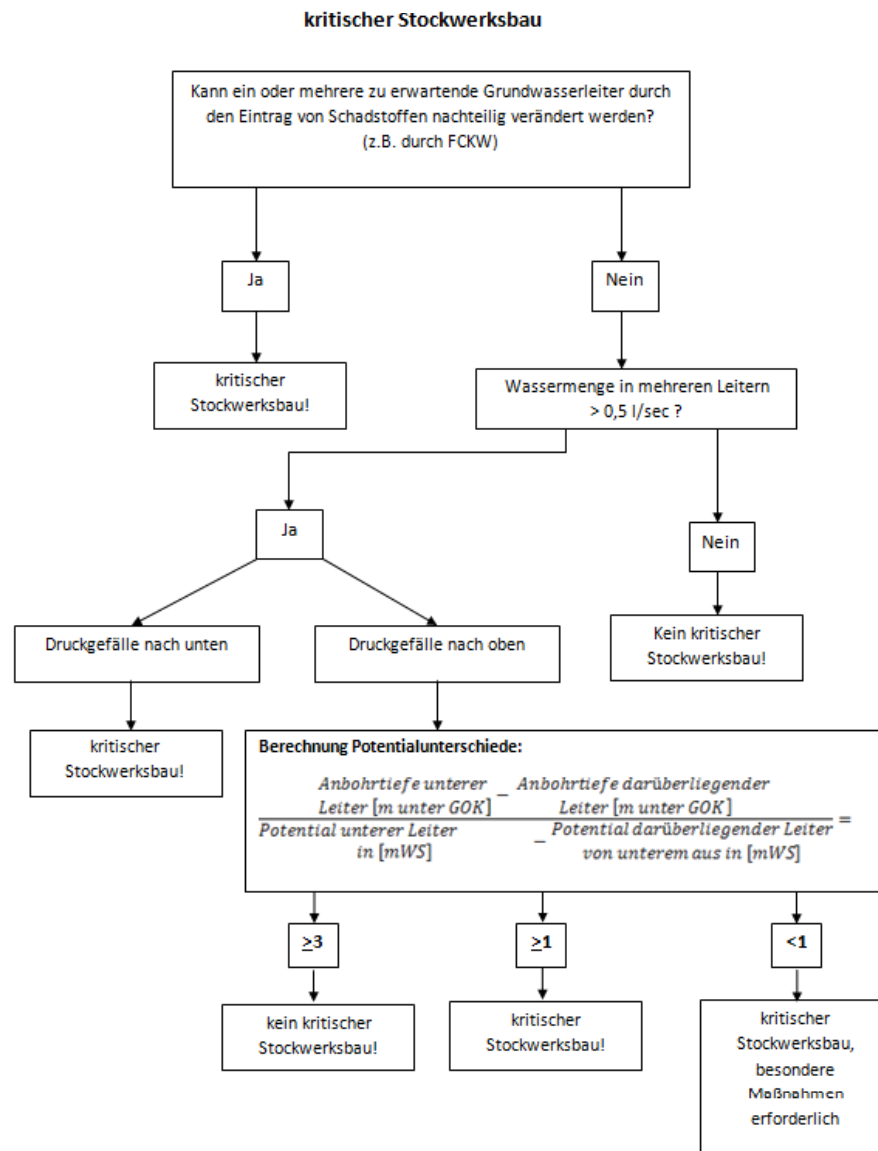 kritischer Stockwerksbau
Kann ein oder mehrere zu erwartende Grundwasserleiter durch
den Eintrag von Schadstoffen nachteilig verändert werden?
(z.B. durch FCKW)
Ja
Nein
kritischer
Stockwerksbau!
Wassermenge in mehreren Leitern
> 0,5 l/sec ?
Ja
Nein
Druckgefälle nach unten
Druckgefälle nach oben
Kein kritischer
Stockwerksbau!
kritischer
Stockwerksbau!
Berechnung Potentialunterschiede:
Anbohrtiefe unterer _ Anbohrtiefe darüberliegender
Leiter [m unter GOK] Leiter [m unter GOK]
Potential unterer Leiter _ Potential darüberliegender Leiter =
in [mWS] von unterem aus in [mWS]
≥3
≥1
<1
kein kritischer
Stockwerksbau!
kritischer
Stockwerksbau!
kritischer
Stockwerksbau,
besondere
Maßnahmen
erforderlich